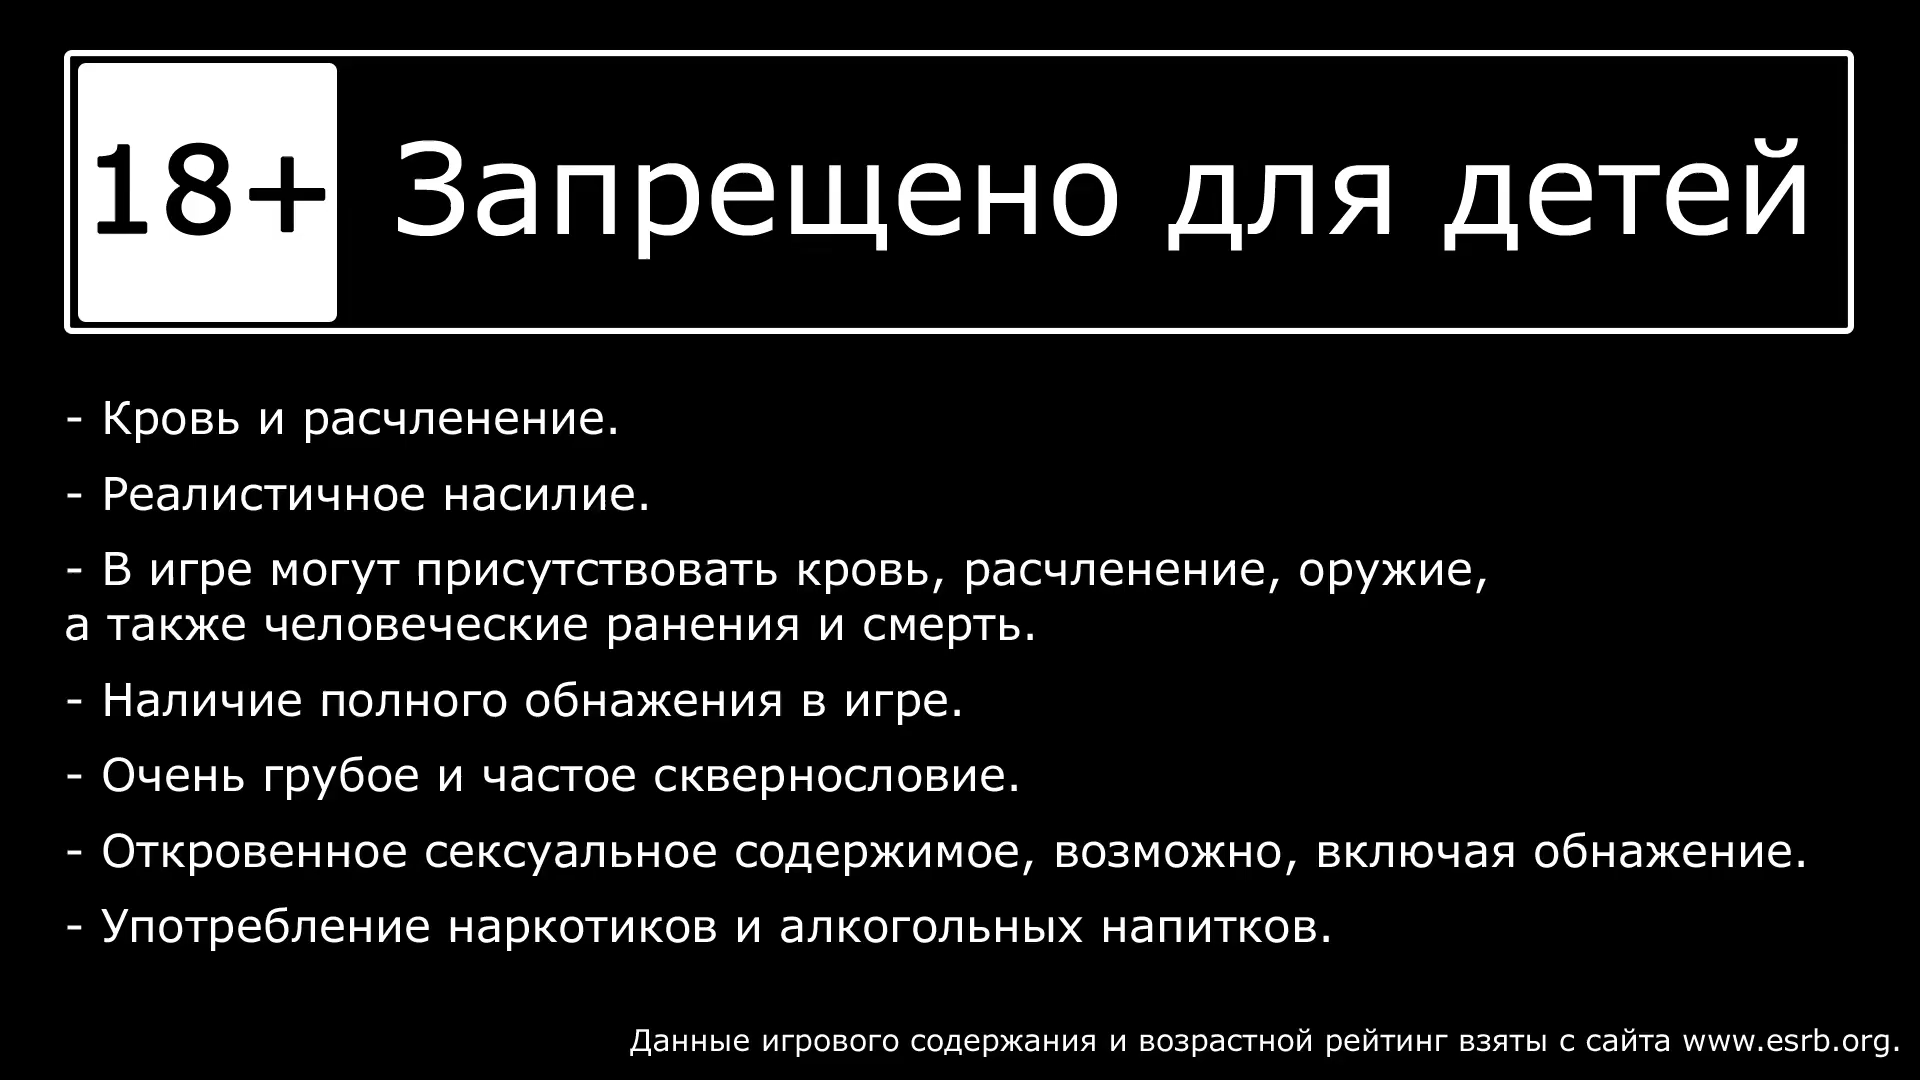 18+ Запрещено для детей
- Кровь и расчленение.
- Реалистичное насилие.
- В игре могут присутствовать кровь, расчленение, оружие,
а также человеческие ранения и смерть.
- Наличие полного обнажения в игре.
- Очень грубое и частое сквернословие.
- Откровенное сексуальное содержимое, возможно, включая обнажение.
- Употребление наркотиков и алкогольных напитков.
Данные игрового содержания и возрастной рейтинг взяты с сайта www.esrb.org.